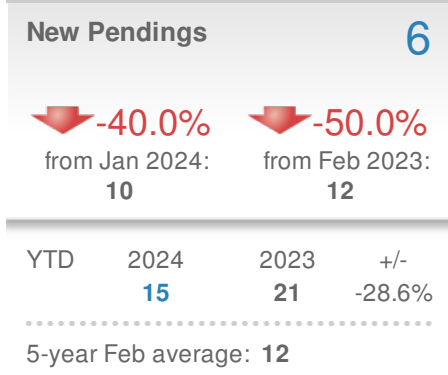 New Pendings 6
-40.0% -50.0%
from Jan 2024: from Feb 2023:
10 12
YTD 2024 2023 +/-
15 21 -28.6%
5-year Feb average: 12